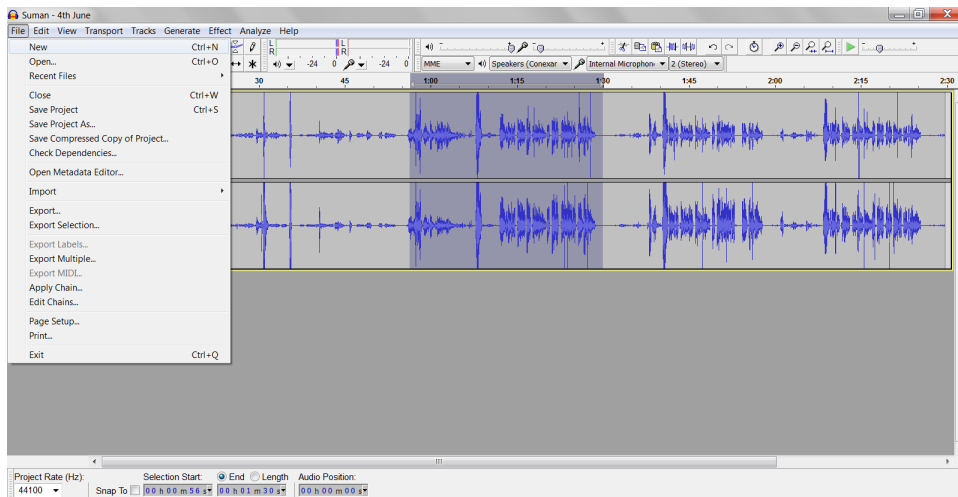 Suman - 4th June
File Edit View Transport Tracks Generate Effect Analyze Help
New Ctrl+N
Open...  Ctrl+O
Recent Files
Close Ctrl+W
Save Project Ctrl+S
Save Project As...
Save Compressed Copy of Project...
Check Dependencies...
Open Metadata Editor...
Import
Export...
Export Selection...
Export Labels...
Export Multiple...
Export MIDI...
Apply Chain...
Edit Chains...
Page Setup...
Print...
Exit Ctrl+Q
L L
R R
-24 0 -24 0 MME Speakers (Conexar Internal Microphon 2 (Stereo)
30 45 1:00 1:15 1:30 1:45 2:00 2:15 2:30
Project Rate (Hz): Selection Start: End Length Audio Position:
44100 Snap To 00 h 00 m 56 s 00 h 01 m 30 s 00 h 00 m 00 s